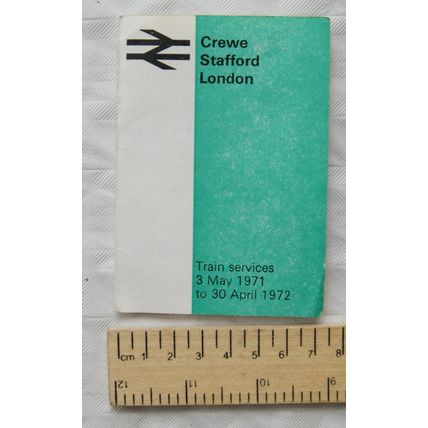 Crewe
Stafford
London
Train services
3 May 1971
to 30 April 1972
cm 1 2 3 4 5 6 7 8
12 11 10 9